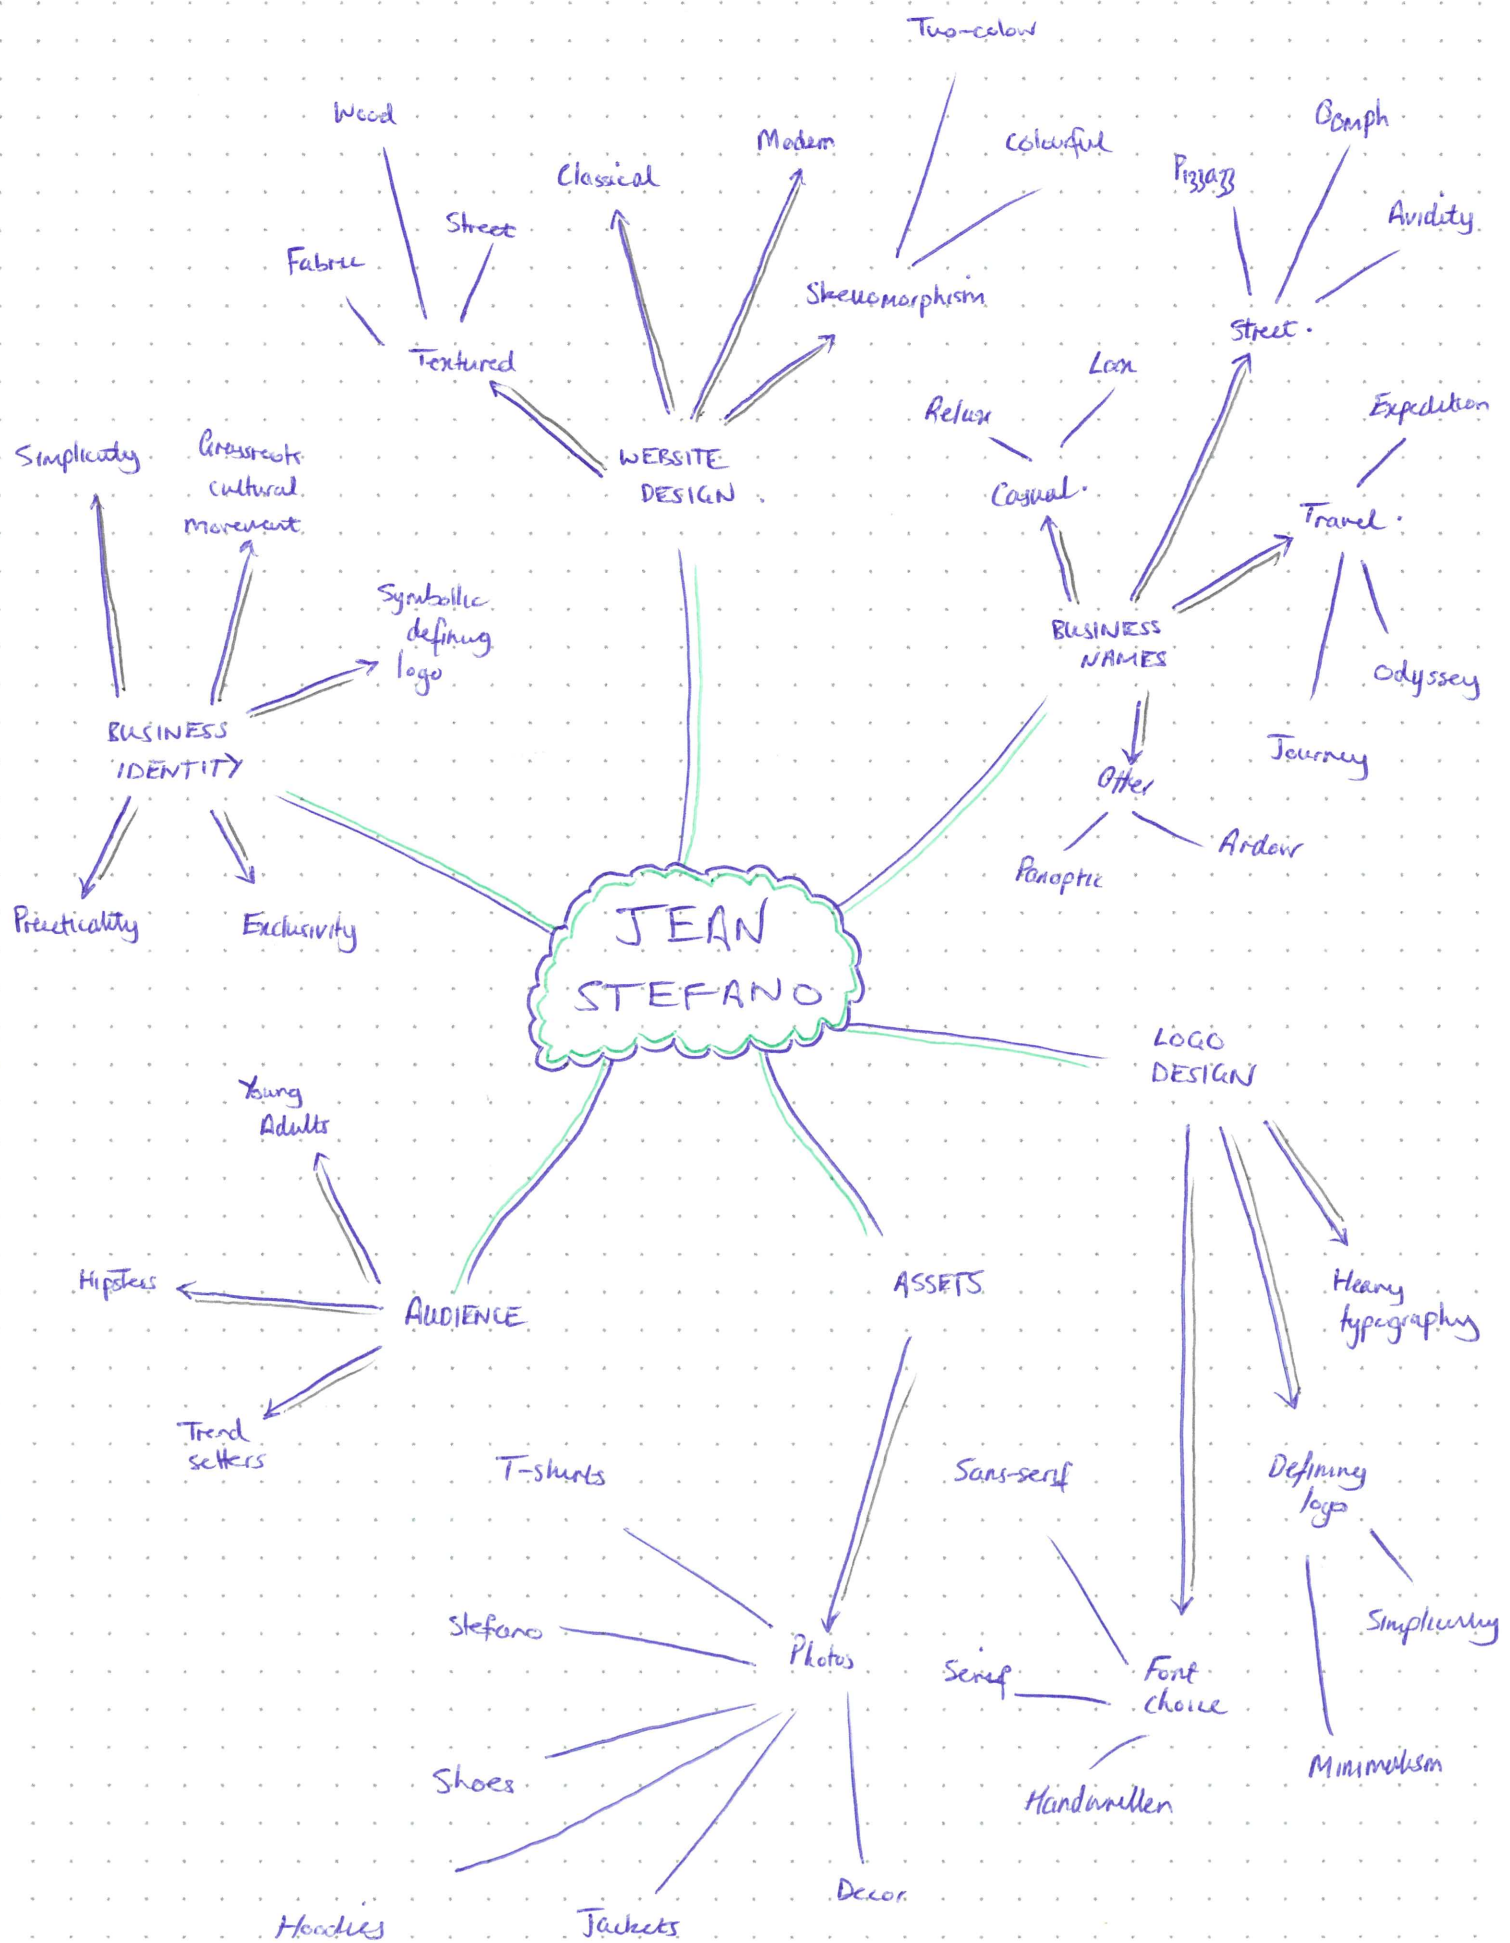 Two-colour
Wood
Oomph
Modern
Colourful
Classical
Pizzazz
Street
Avidity
Fabric
Skeuomorphism
Street.
Textured
Lax
Relax
Expedition
Simplicity
Grassroots
cultural
movement
WEBSITE
DESIGN.
Casual.
Travel.
Symbollic
defining
logo
BUSINESS
NAMES
Odyssey
BUSINESS
IDENTITY
Journey
Other
Ardour
Panoptic
Practicality
Exclusivity
JEAN
STEFANO
LOGO
DESIGN
Young
Adults
Hipsters
AUDIENCE
ASSETS
Heavy
typography
Trend
setters
T-shirts
Sans-serif
Defining
logo
Stefano
Photos
Serif
Font
choice
Simplicity
Shoes
Handwritten
Minimalism
Decor
Hoodies
Jackets